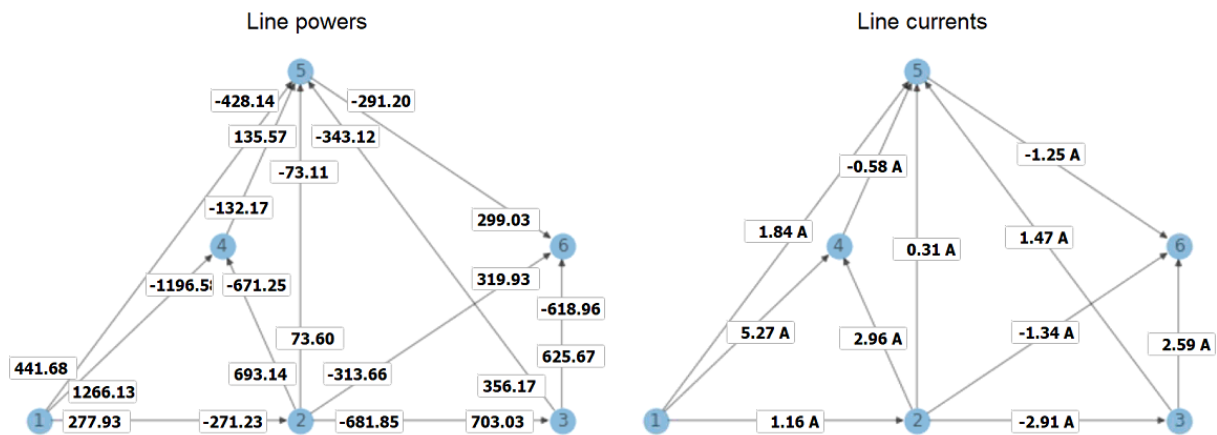 Line powers
Line currents
5
-428.14
-291.20
135.57
-343.12
-73.11
-132.17
299.03
4
6
-1196.58
-671.25
319.93
-618.96
73.60
625.67
441.68
693.14
-313.66
356.17
1266.13
1
277.93
-271.23
2
-681.85
703.03
3
5
-1.25 A
-0.58 A
1.84 A
1.47 A
0.31 A
4
6
5.27 A
2.96 A
-1.34 A
2.59 A
1
1.16 A
2
-2.91 A
3